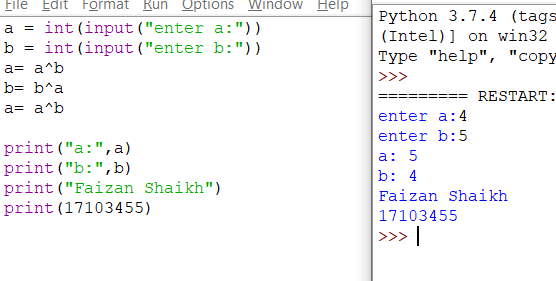 File Edit Format Run Options Window Help
a = int(input("enter a:"))
b = int(input("enter b:"))
a= a^b
b= b^a
a= a^b
print("a:",a)
print("b:",b)
print("Faizan Shaikh")
print(17103455)
Python 3.7.4 (tags
(Intel)] on win32
Type "help", "copy
>>>
========= RESTART:
enter a:4
enter b:5
a: 5
b: 4
Faizan Shaikh
17103455
>>>